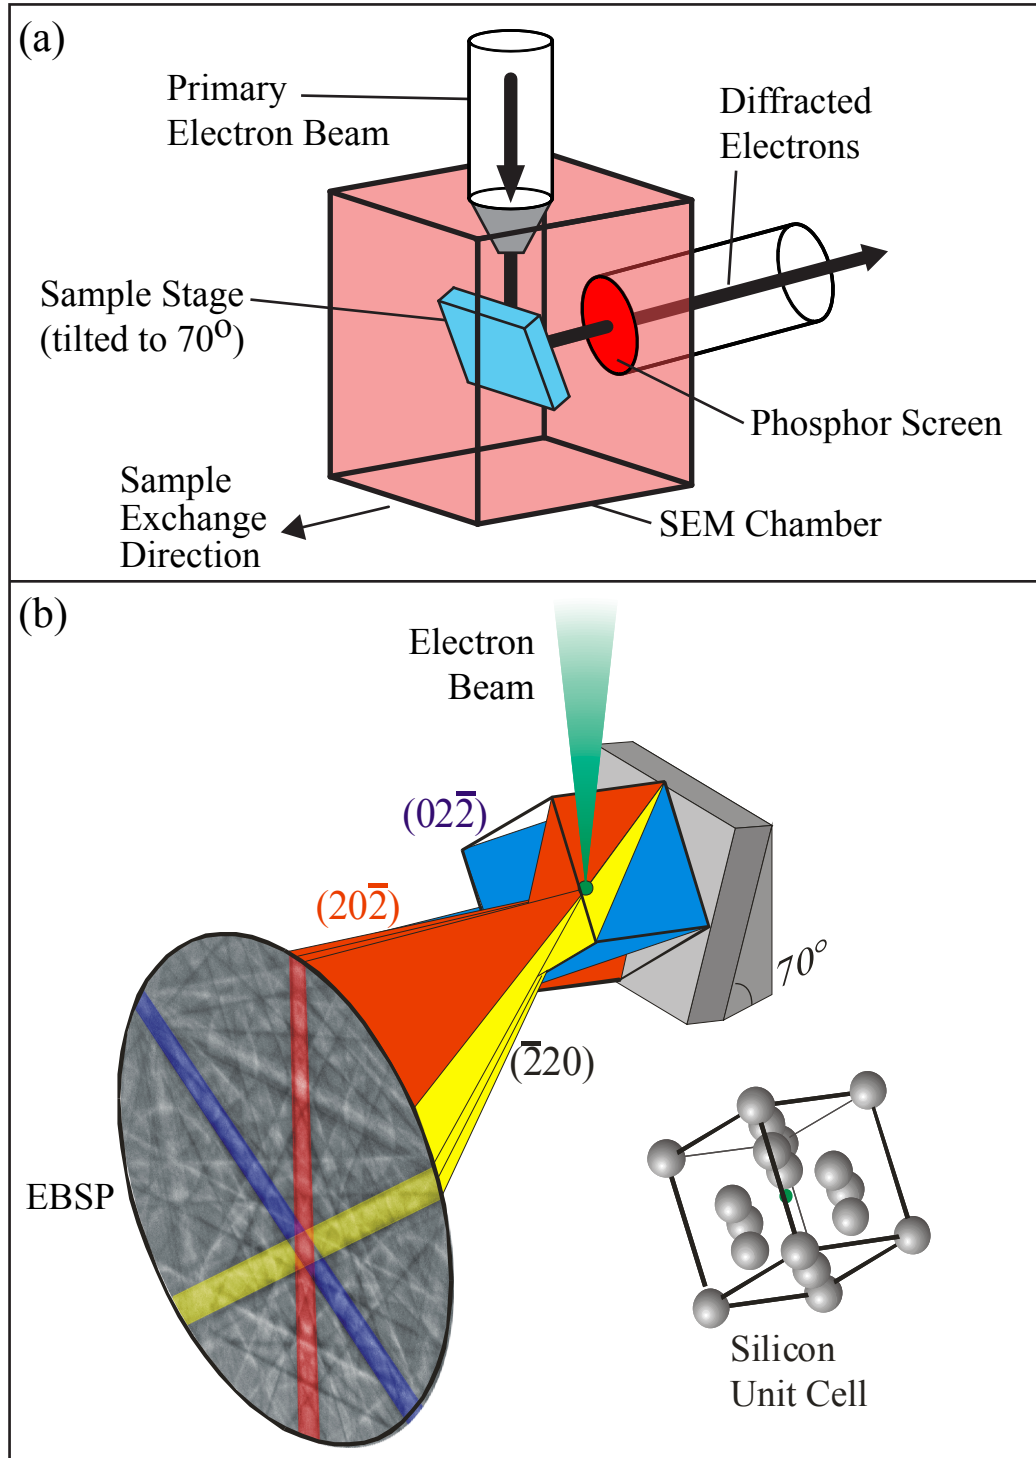 (a)
Primary
Electron Beam
Diffracted
Electrons
Sample Stage
(tilted to 70º)
Phosphor Screen
Sample
Exchange
Direction
SEM Chamber
(b)
Electron
Beam
(022̅)
(202̅)
70°
(2̅20)
EBSP
Silicon
Unit Cell